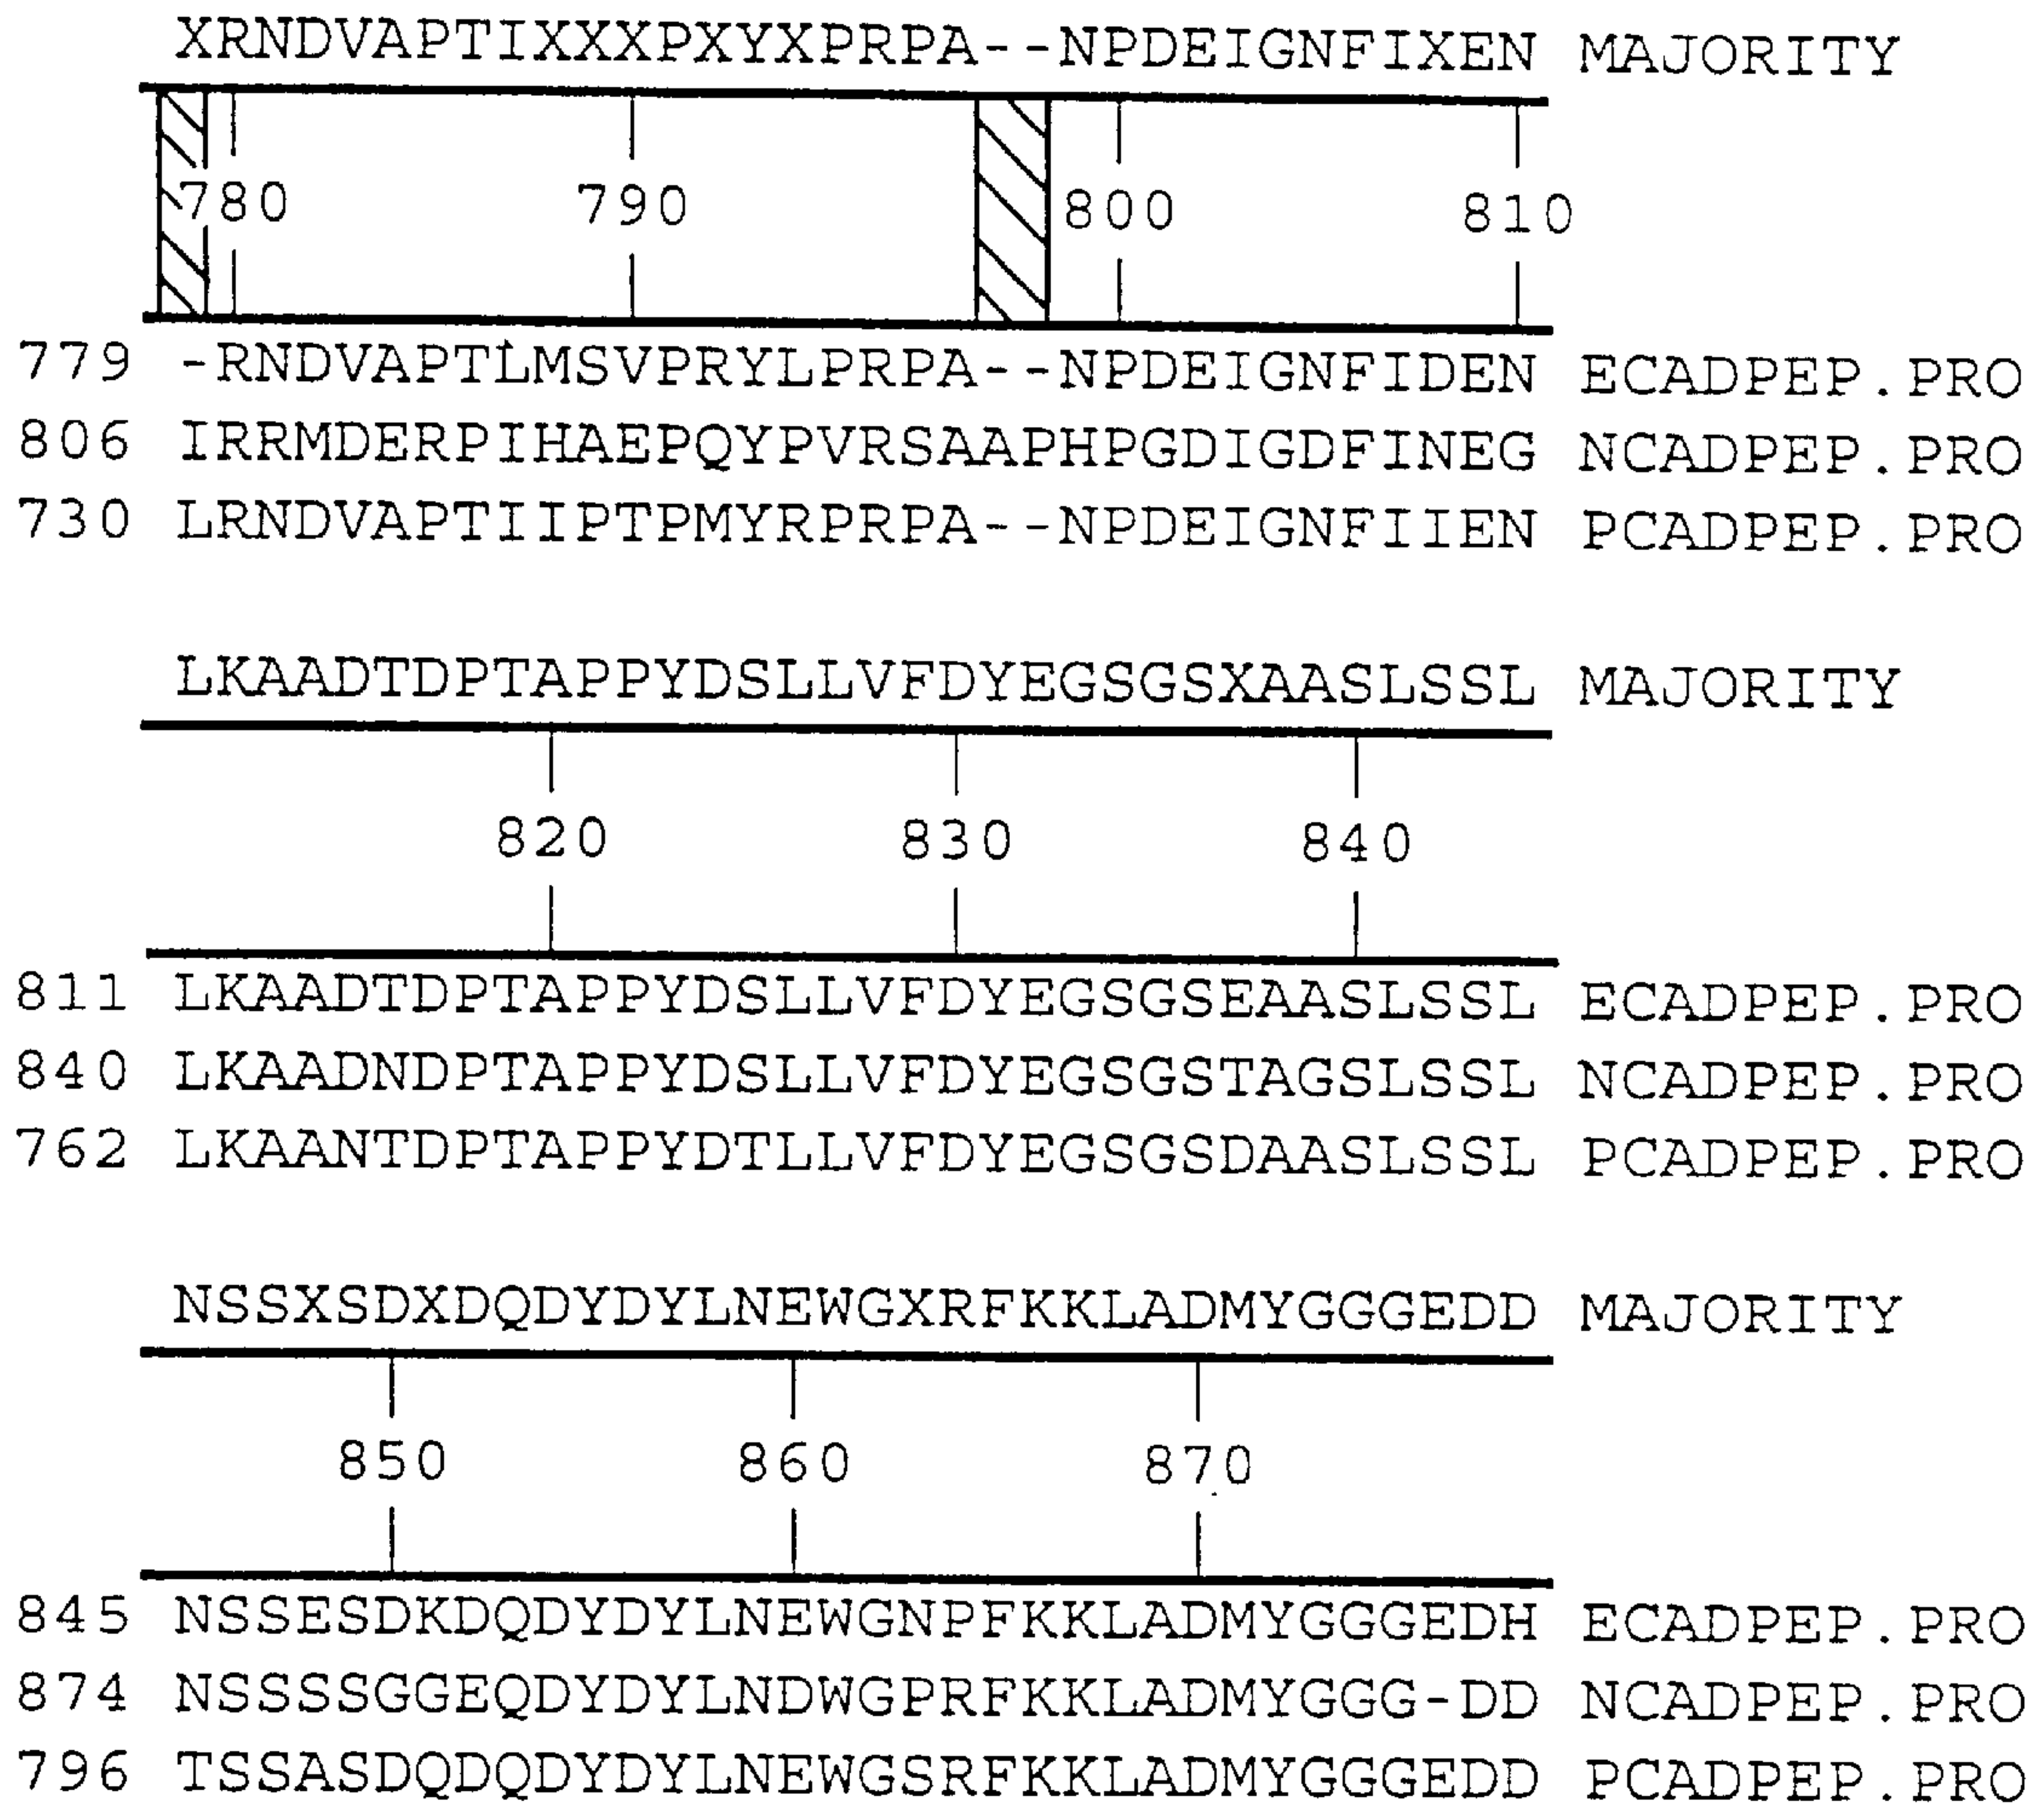 XRNDVAPTIXXXPXYXPRPA--NPDEIGNFIXEN MAJORITY
780 790 800 810
779 -RNDVAPTLMSVPRYLPRPA--NPDEIGNFIDEN ECADPEP.PRO
806 IRRMDERPIHAEPQYPVRSAAPHPGDIGDFINEG NCADPEP.PRO
730 LRNDVAPTIIPTPMYRPRPA--NPDEIGNFIIEN PCADPEP.PRO
LKAADTDPTAPPYDSLLVFDYEGSGSXAASLSSL MAJORITY
820 830 840
811 LKAADTDPTAPPYDSLLVFDYEGSGSEAASLSSL ECADPEP.PRO
840 LKAADNDPTAPPYDSLLVFDYEGSGSTAGSLSSL NCADPEP.PRO
762 LKAANTDPTAPPYDTLLVFDYEGSGSDAASLSSL PCADPEP.PRO
NSSXSDXDQDYDYLNEWGXRFKKLADMYGGGEDD MAJORITY
850 860 870
845 NSSESDKDQDYDYLNEWGNPFKKLADMYGGGEDH ECADPEP.PRO
874 NSSSSGGEQDYDYLNDWGPRFKKLADMYGGG-DD NCADPEP.PRO
796 TSSASDQDQDYDYLNEWGSRFKKLADMYGGGEDD PCADPEP.PRO